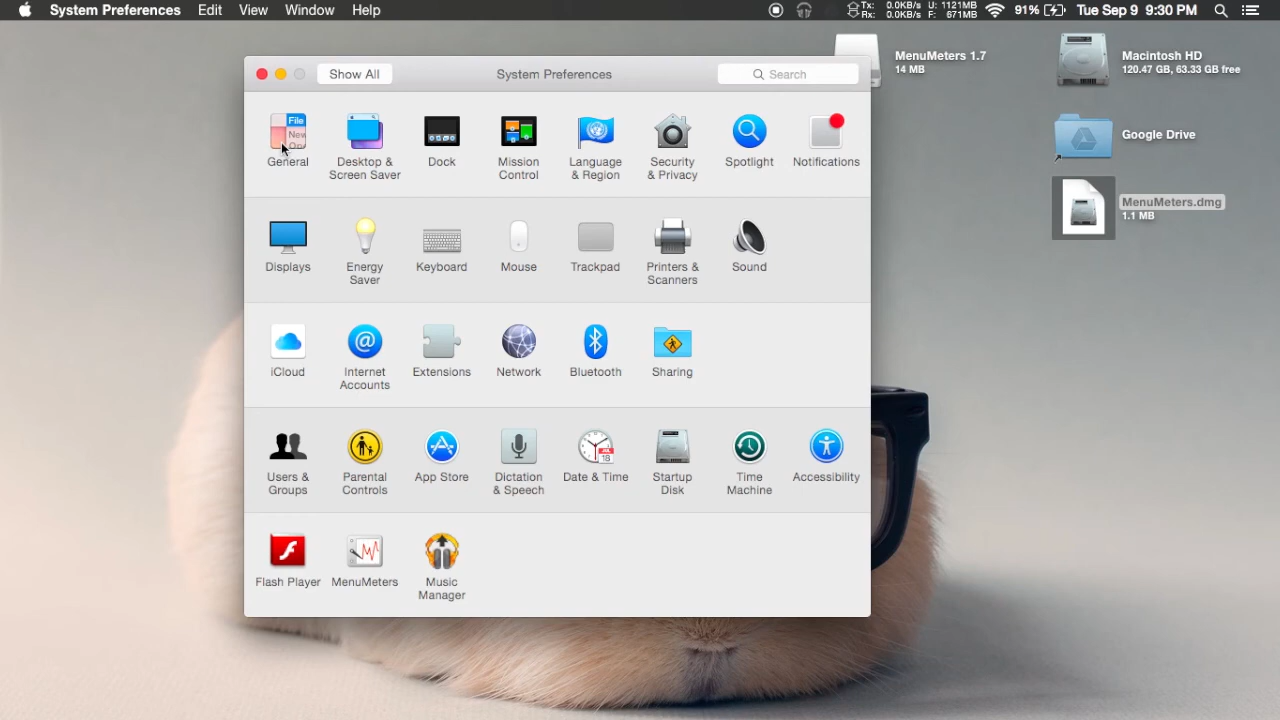 System Preferences Edit View Window Help
Tx: 0.0KB/s U: 1121MB
Rx: 0.0KB/s F: 671MB
91% Tue Sep 9 9:30 PM
Show All System Preferences Search
MenuMeters 1.7
14 MB
Macintosh HD
120.47 GB, 63.33 GB free
Google Drive
MenuMeters.dmg
1.1 MB
File
New
General
Desktop &
Screen Saver
Dock
Mission
Control
Language
& Region
Security
& Privacy
Spotlight
Notifications
Displays
Energy
Saver
Keyboard
Mouse
Trackpad
Printers &
Scanners
Sound
iCloud
@
Internet
Accounts
Extensions
Network
Bluetooth
Sharing
Users &
Groups
Parental
Controls
App Store
Dictation
& Speech
18
Date & Time
Startup
Disk
Time
Machine
Accessibility
Flash Player
MenuMeters
Music
Manager